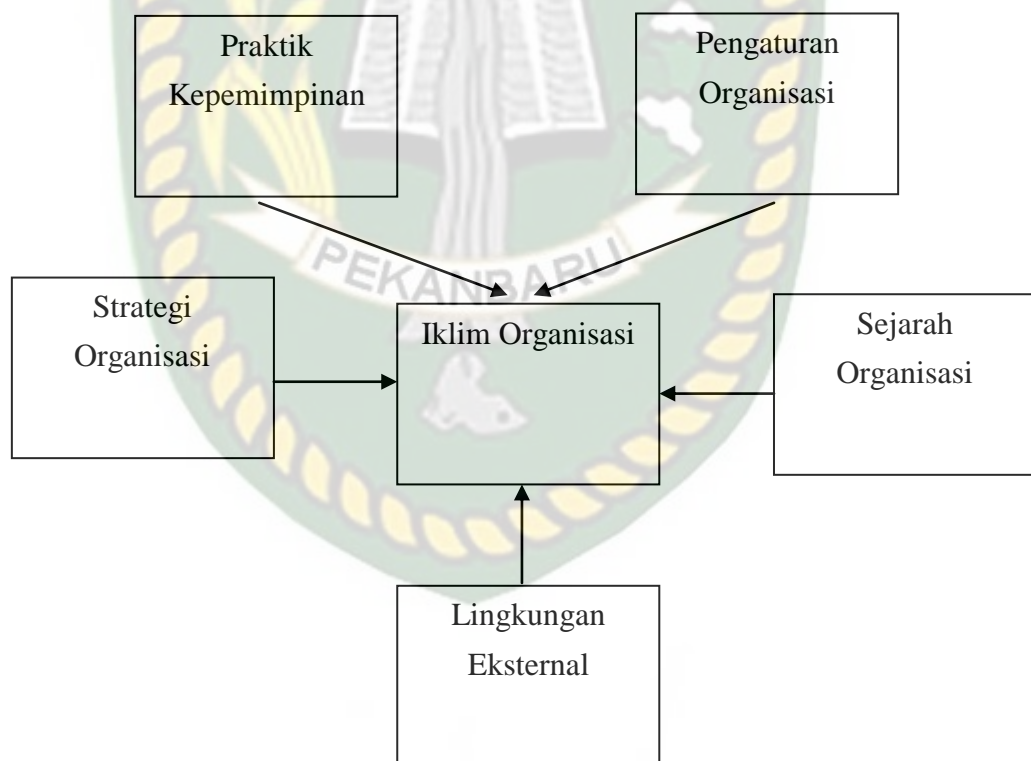 Praktik
Kepemimpinan
Pengaturan
Organisasi
PEKANBARU
Strategi
Organisasi
Iklim Organisasi
Sejarah
Organisasi
Lingkungan
Eksternal